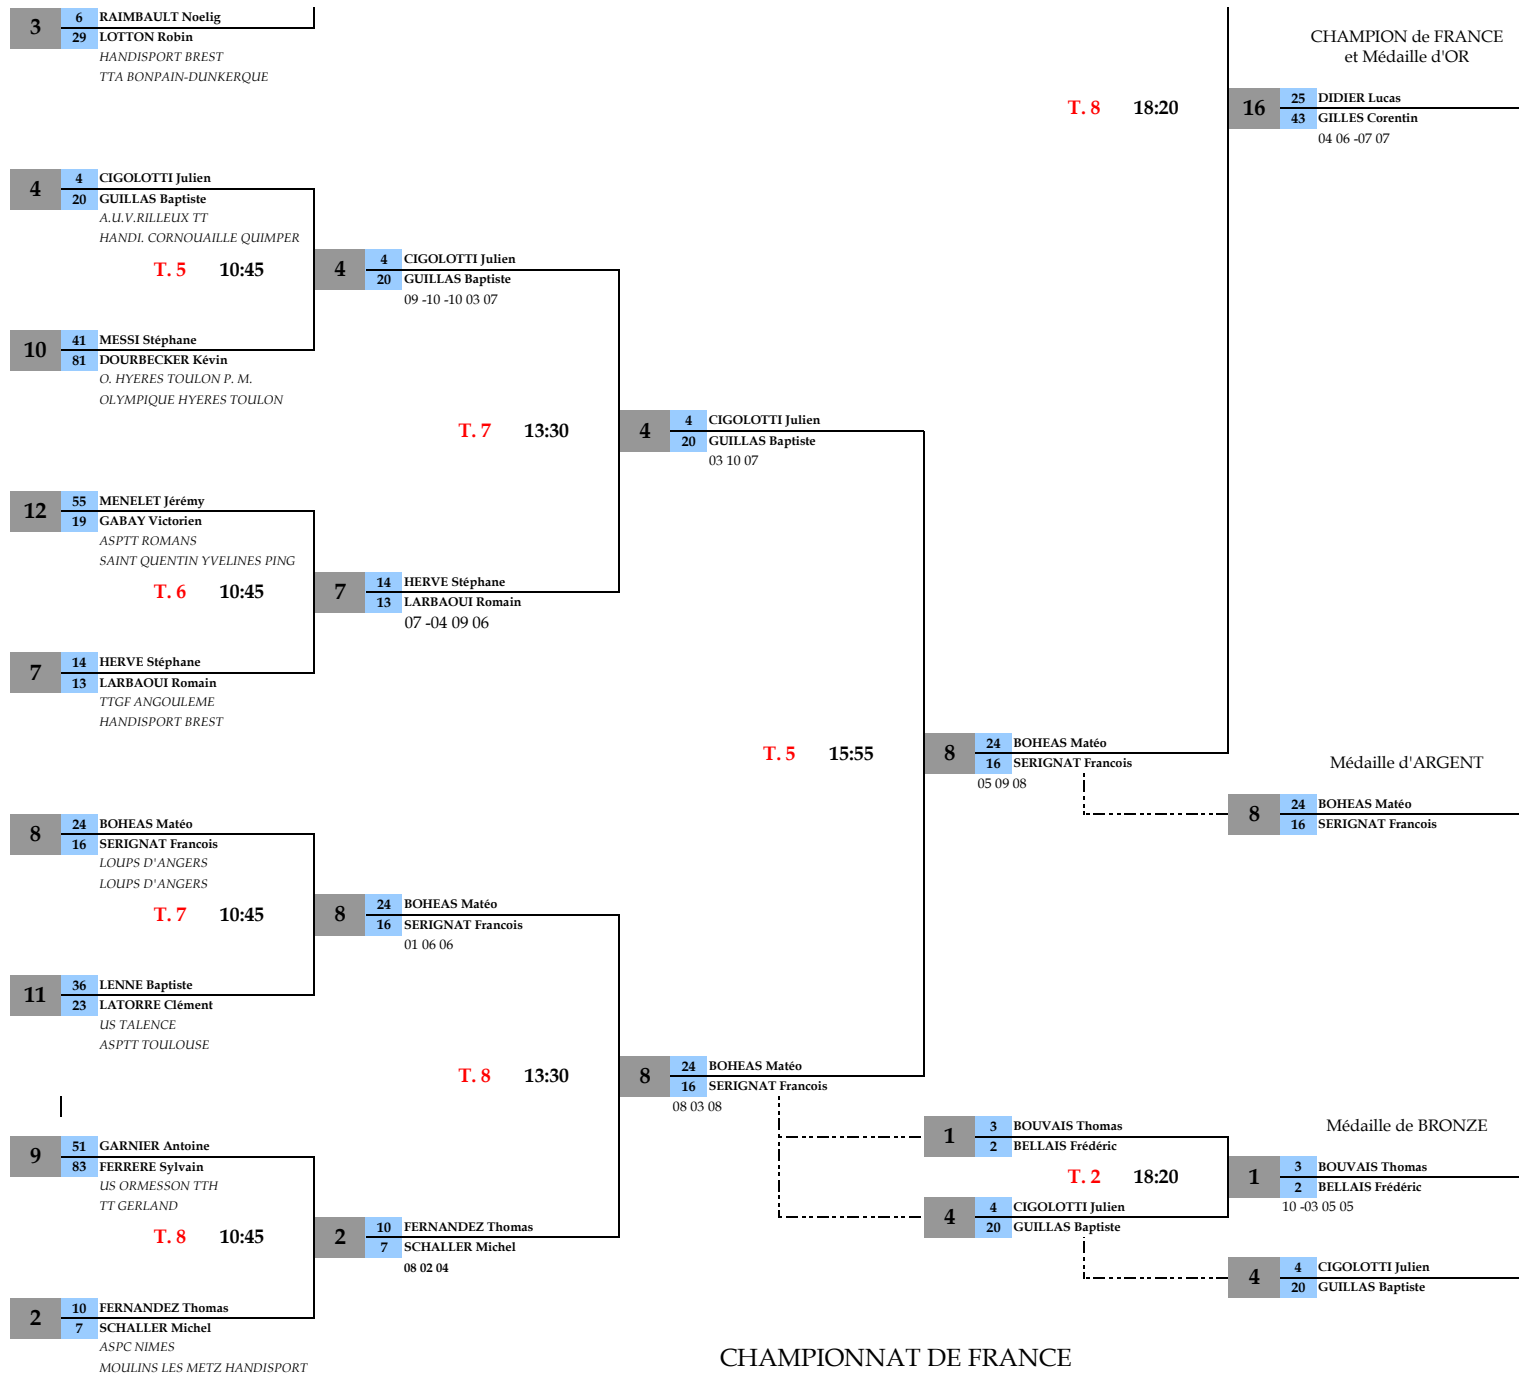 3 6 RAIMBAULT Noelig
29 LOTTON Robin
HANDISPORT BREST
TTA BONPAIN-DUNKERQUE
CHAMPION de FRANCE
et Médaille d'OR
T. 8 18:20
16 25 DIDIER Lucas
43 GILLES Corentin
04 06 -07 07
4 4 CIGOLOTTI Julien
20 GUILLAS Baptiste
A.U.V.RILLEUX TT
HANDI. CORNOUAILLE QUIMPER
T. 5 10:45
4 4 CIGOLOTTI Julien
20 GUILLAS Baptiste
09 -10 -10 03 07
10 41 MESSI Stéphane
81 DOURBECKER Kévin
O. HYERES TOULON P. M.
OLYMPIQUE HYERES TOULON
T. 7 13:30
4 4 CIGOLOTTI Julien
20 GUILLAS Baptiste
03 10 07
12 55 MENELET Jérémy
19 GABAY Victorien
ASPTT ROMANS
SAINT QUENTIN YVELINES PING
T. 6 10:45
7 14 HERVE Stéphane
13 LARBAOUI Romain
07 -04 09 06
7 14 HERVE Stéphane
13 LARBAOUI Romain
TTGF ANGOULEME
HANDISPORT BREST
T. 5 15:55
8 24 BOHEAS Matéo
16 SERIGNAT Francois
05 09 08
Médaille d'ARGENT
8 24 BOHEAS Matéo
16 SERIGNAT Francois
8 24 BOHEAS Matéo
16 SERIGNAT Francois
LOUPS D'ANGERS
LOUPS D'ANGERS
T. 7 10:45
8 24 BOHEAS Matéo
16 SERIGNAT Francois
01 06 06
11 36 LENNE Baptiste
23 LATORRE Clément
US TALENCE
ASPTT TOULOUSE
T. 8 13:30
8 24 BOHEAS Matéo
16 SERIGNAT Francois
08 03 08
1 3 BOUVAIS Thomas
2 BELLAIS Frédéric
Médaille de BRONZE
T. 2 18:20
1 3 BOUVAIS Thomas
2 BELLAIS Frédéric
10 -03 05 05
9 51 GARNIER Antoine
83 FERRERE Sylvain
US ORMESSON TTH
TT GERLAND
4 4 CIGOLOTTI Julien
20 GUILLAS Baptiste
T. 8 10:45
2 10 FERNANDEZ Thomas
7 SCHALLER Michel
08 02 04
4 4 CIGOLOTTI Julien
20 GUILLAS Baptiste
2 10 FERNANDEZ Thomas
7 SCHALLER Michel
ASPC NIMES
MOULINS LES METZ HANDISPORT
CHAMPIONNAT DE FRANCE